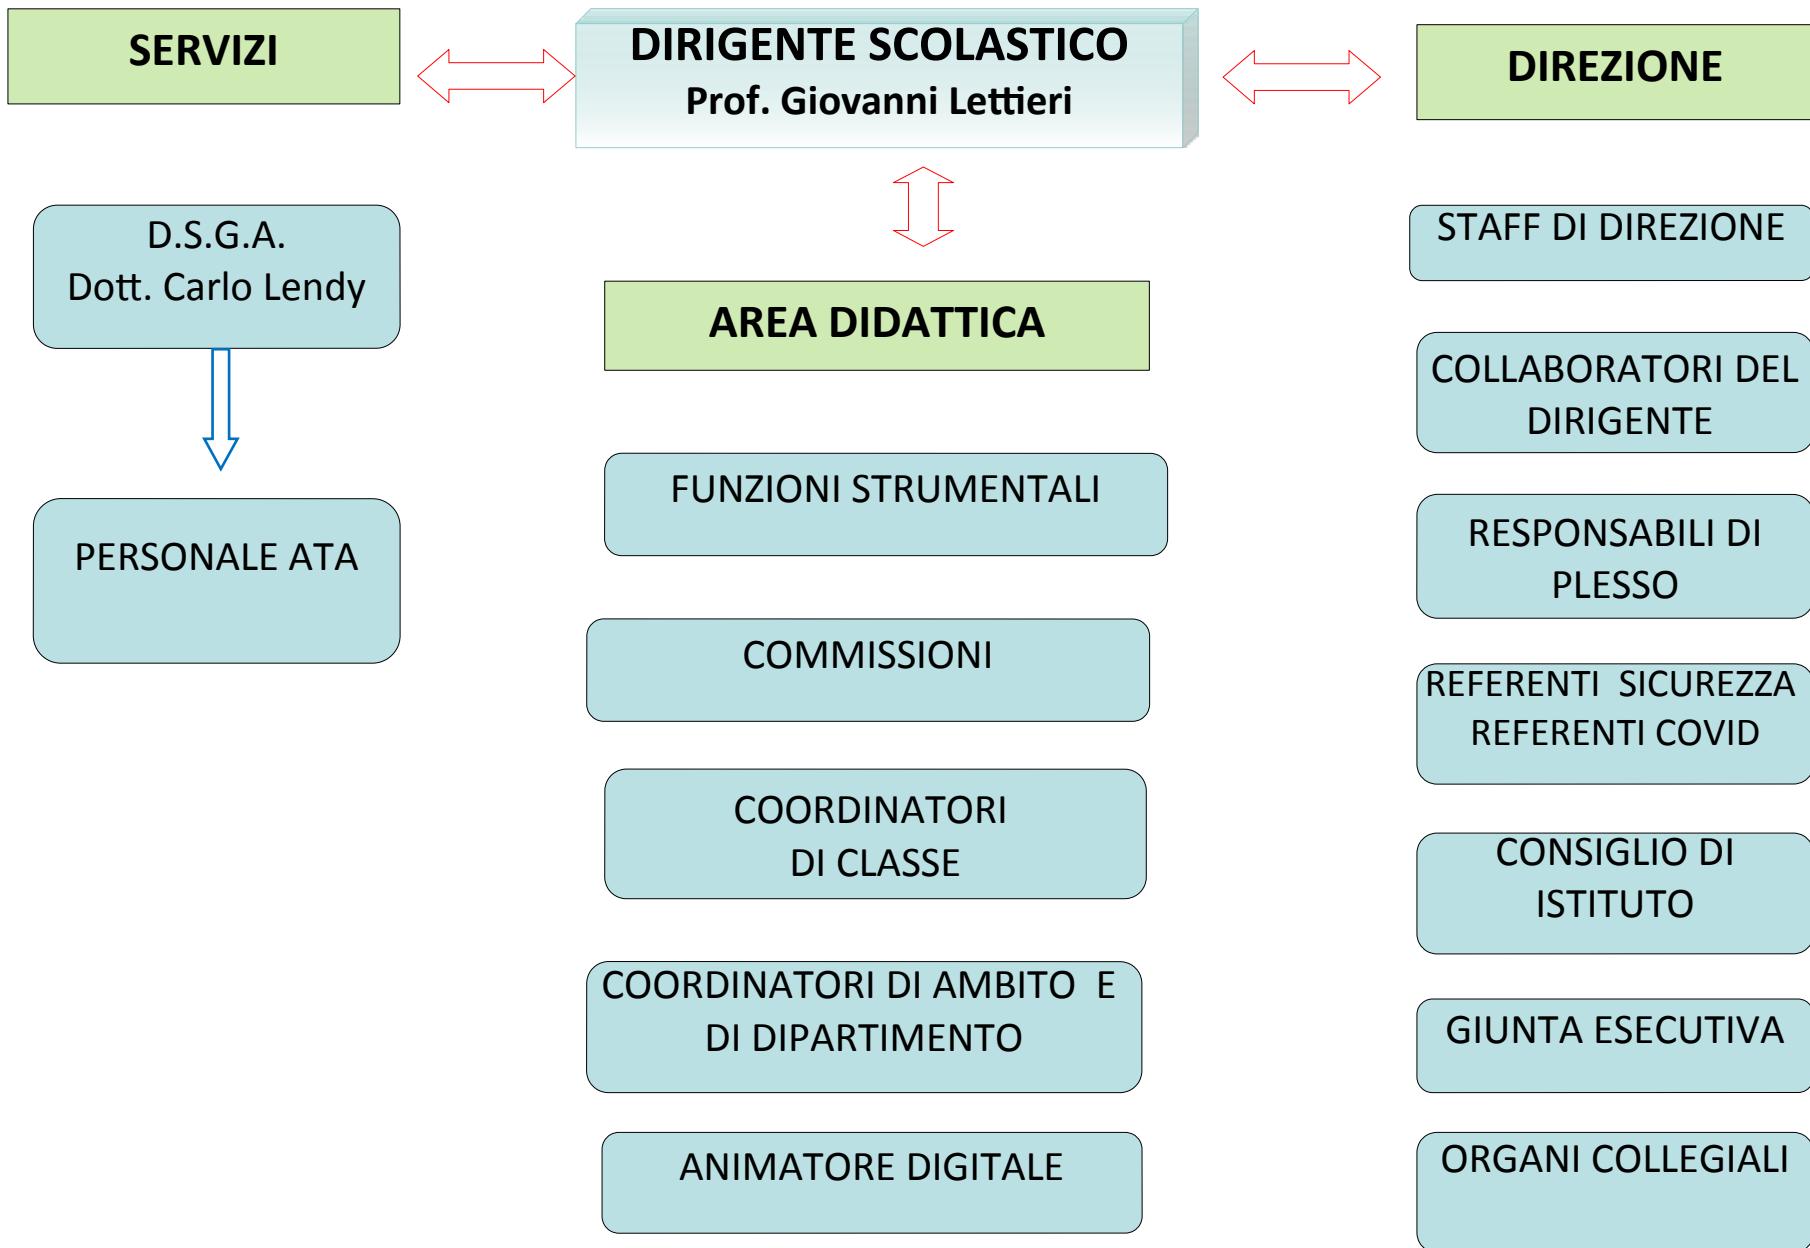 SERVIZI
DIRIGENTE SCOLASTICO
Prof. Giovanni Lettieri
DIREZIONE
D.S.G.A.
Dott. Carlo Lendy
PERSONALE ATA
AREA DIDATTICA
FUNZIONI STRUMENTALI
COMMISSIONI
COORDINATORI
DI CLASSE
COORDINATORI DI AMBITO  E
DI DIPARTIMENTO
ANIMATORE DIGITALE
STAFF DI DIREZIONE
COLLABORATORI DEL
DIRIGENTE
RESPONSABILI DI
PLESSO
REFERENTI  SICUREZZA
REFERENTI COVID
CONSIGLIO DI
ISTITUTO
GIUNTA ESECUTIVA
ORGANI COLLEGIALI